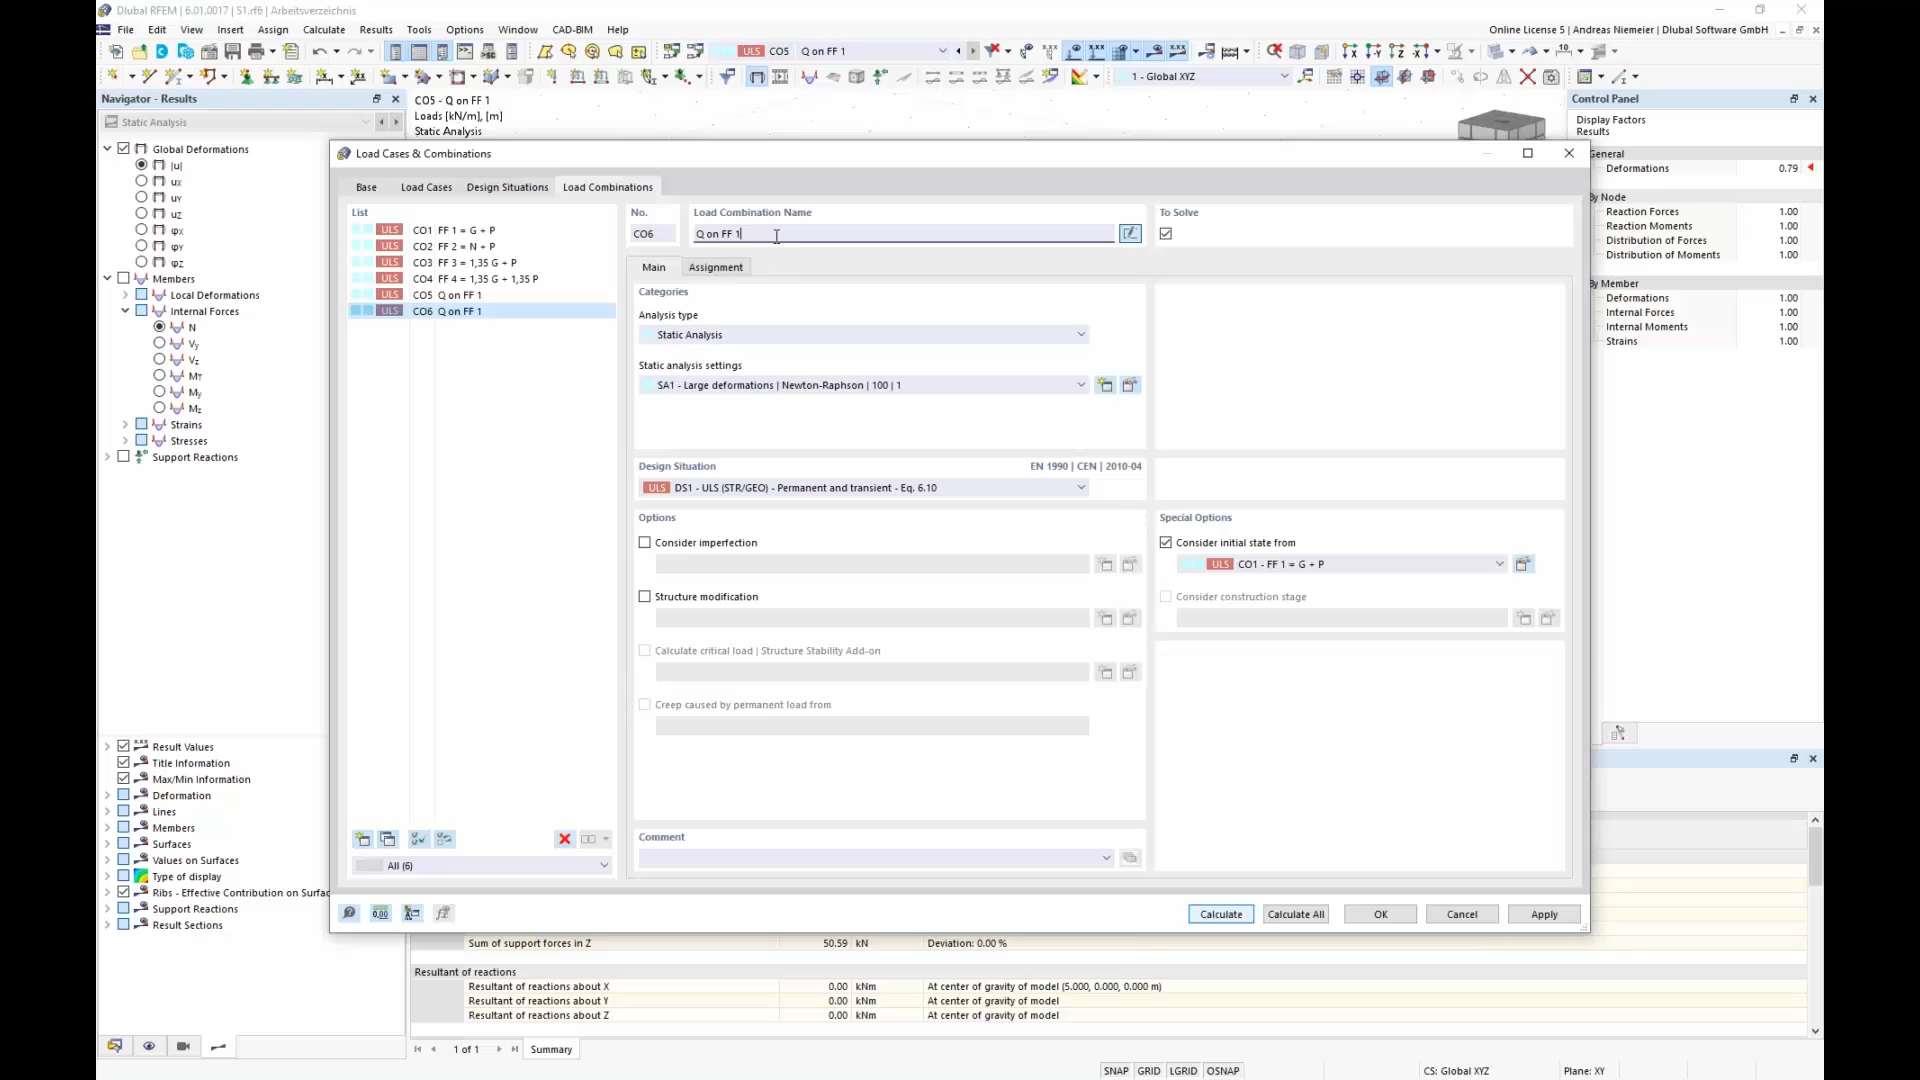 Dlubal RFEM | 6.01.0017 | S1.rf6 | Arbeitsverzeichnis
File Edit View Insert Assign Calculate Results Tools Options Window CAD-BIM Help
Online License 5 | Andreas Niemeier | Dlubal Software GmbH
ULS CO5 Q on FF 1
1 - Global XYZ
Navigator - Results
Static Analysis
Global Deformations
|u|
uX
uY
uZ
φX
φY
φZ
Members
Local Deformations
Internal Forces
N
Vy
Vz
MT
My
Mz
Strains
Stresses
Support Reactions
Result Values
Title Information
Max/Min Information
Deformation
Lines
Members
Surfaces
Values on Surfaces
Type of display
Ribs - Effective Contribution on Surfac
Support Reactions
Result Sections
CO5 - Q on FF 1
Loads [kN/m], [m]
Static Analysis
Load Cases & Combinations
Base Load Cases Design Situations Load Combinations
List
ULS CO1 FF 1 = G + P
ULS CO2 FF 2 = N + P
ULS CO3 FF 3 = 1,35 G + P
ULS CO4 FF 4 = 1,35 G + 1,35 P
ULS CO5 Q on FF 1
ULS CO6 Q on FF 1
All (6)
No.
CO6
Load Combination Name
Q on FF 1
To Solve
Main Assignment
Categories
Analysis type
Static Analysis
Static analysis settings
SA1 - Large deformations | Newton-Raphson | 100 | 1
Design Situation EN 1990 | CEN | 2010-04
ULS DS1 - ULS (STR/GEO) - Permanent and transient - Eq. 6.10
Options
Consider imperfection
Structure modification
Calculate critical load | Structure Stability Add-on
Creep caused by permanent load from
Special Options
Consider initial state from
ULS CO1 - FF 1 = G + P
Consider construction stage
Comment
Calculate Calculate All OK Cancel Apply
Control Panel
Display Factors
Results
General
Deformations 0.79
By Node
Reaction Forces 1.00
Reaction Moments 1.00
Distribution of Forces 1.00
Distribution of Moments 1.00
By Member
Deformations 1.00
Internal Forces 1.00
Internal Moments 1.00
Strains 1.00
Sum of support forces in Z 50.59 kN Deviation: 0.00 %
Resultant of reactions
Resultant of reactions about X 0.00 kNm At center of gravity of model (5.000, 0.000, 0.000 m)
Resultant of reactions about Y 0.00 kNm At center of gravity of model
Resultant of reactions about Z 0.00 kNm At center of gravity of model
1 of 1 Summary
SNAP GRID LGRID OSNAP CS: Global XYZ Plane: XY